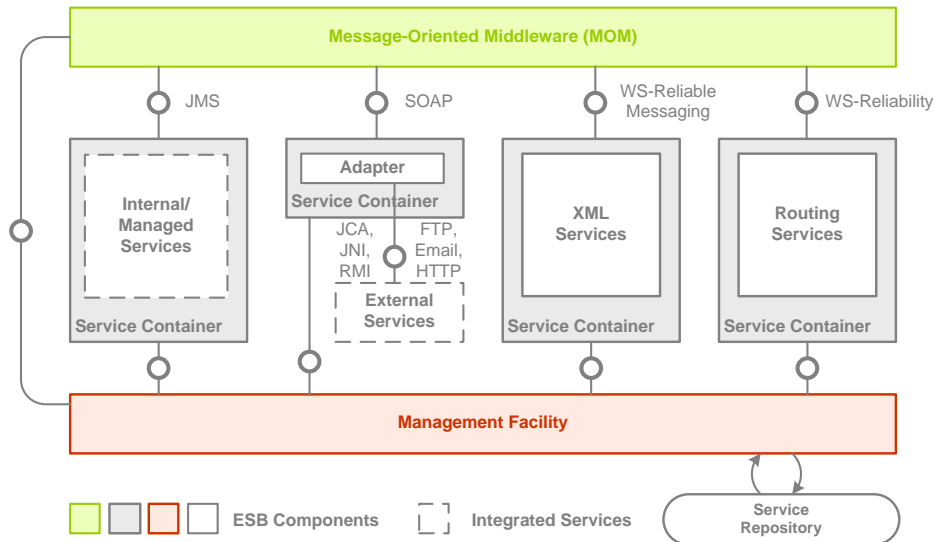 Message-Oriented Middleware (MOM)
JMS
SOAP
WS-Reliable
Messaging
WS-Reliability
Internal/
Managed
Services
Service Container
Adapter
Service Container
JCA,
JNI,
RMI
FTP,
Email,
HTTP
External
Services
XML
Services
Service Container
Routing
Services
Service Container
Management Facility
ESB Components
Integrated Services
Service
Repository